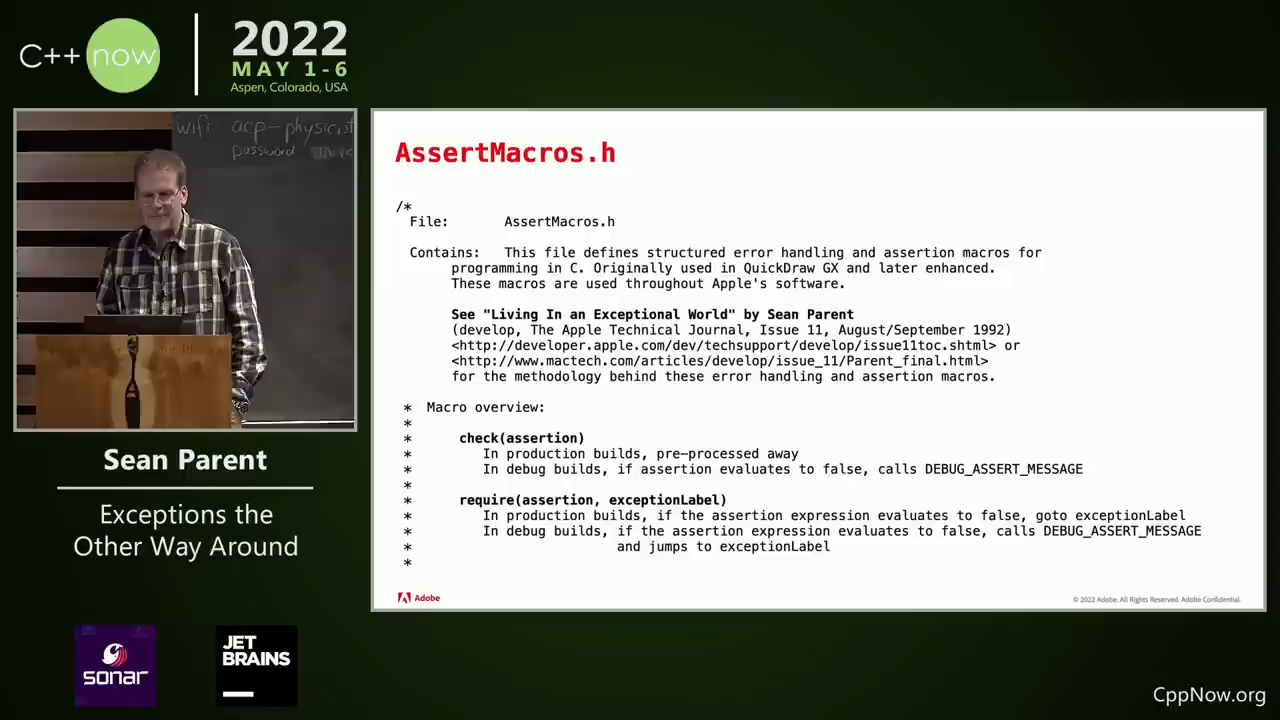 C++ now
2022
MAY 1-6
Aspen, Colorado, USA
wifi: acp-physicist
password
Sean Parent
Exceptions the
Other Way Around
sonar
JET
BRAINS
AssertMacros.h
/*
File: AssertMacros.h
Contains: This file defines structured error handling and assertion macros for
programming in C. Originally used in QuickDraw GX and later enhanced.
These macros are used throughout Apple's software.
See "Living In an Exceptional World" by Sean Parent
(develop, The Apple Technical Journal, Issue 11, August/September 1992)
<http://developer.apple.com/dev/techsupport/develop/issue11toc.shtml> or
<http://www.mactech.com/articles/develop/issue_11/Parent_final.html>
for the methodology behind these error handling and assertion macros.
* Macro overview:
*
* check(assertion)
* In production builds, pre-processed away
* In debug builds, if assertion evaluates to false, calls DEBUG_ASSERT_MESSAGE
*
* require(assertion, exceptionLabel)
* In production builds, if the assertion expression evaluates to false, goto exceptionLabel
* In debug builds, if the assertion expression evaluates to false, calls DEBUG_ASSERT_MESSAGE
* and jumps to exceptionLabel
*
Adobe
© 2022 Adobe. All Rights Reserved. Adobe Confidential.
CppNow.org